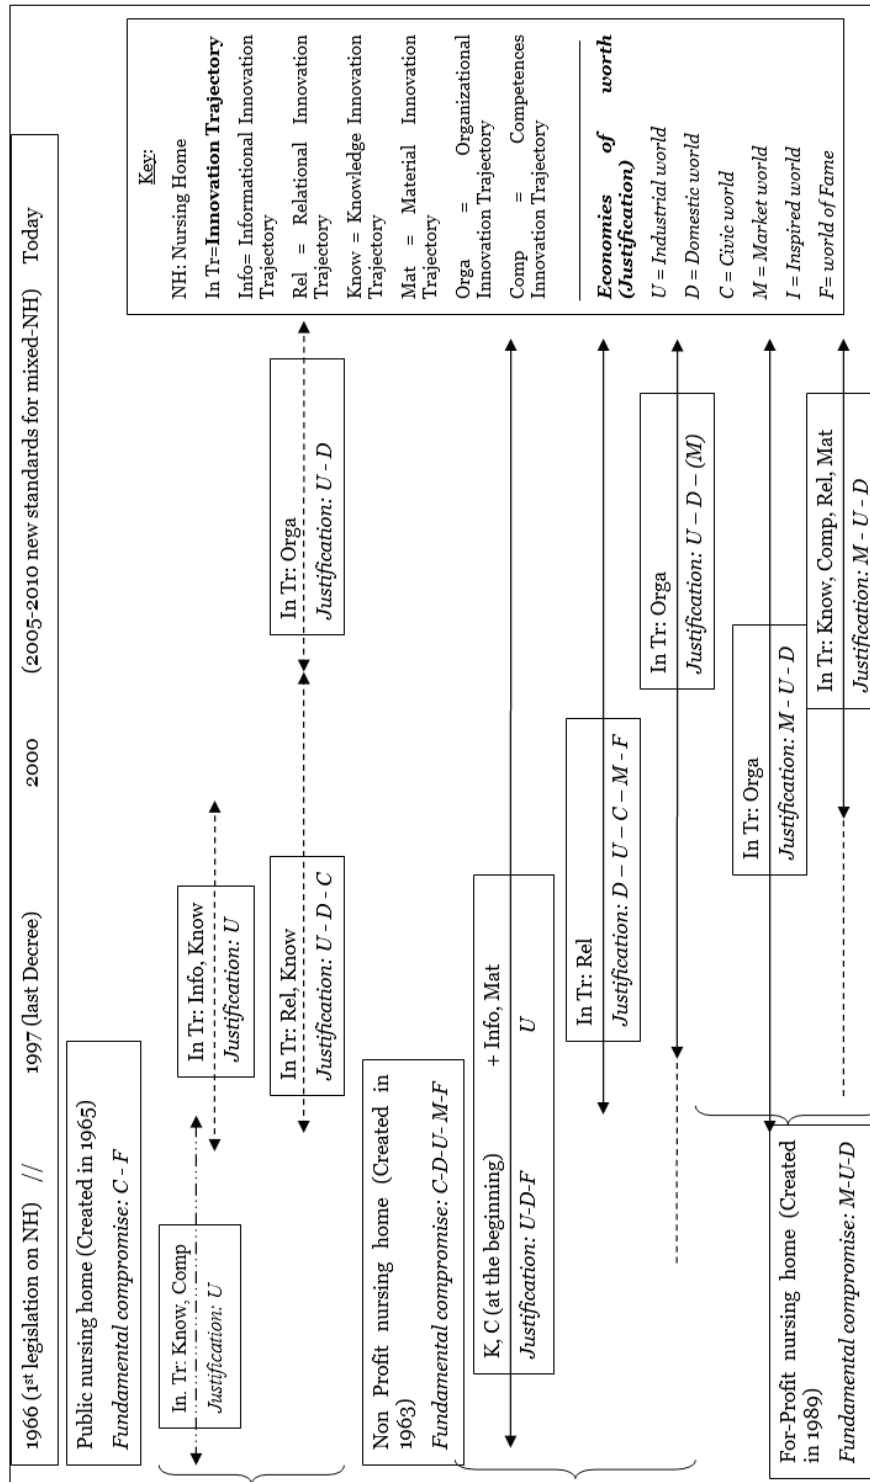 1966 (1st legislation on NH) // 1997 (last Decree) 2000 (2005-2010 new standards for mixed-NH) Today
Public nursing home (Created in 1965)
Fundamental compromise: C - F
In Tr: Know, Comp
Justification: U
In Tr: Info, Know
Justification: U
In Tr: Rel, Know
Justification: U - D - C
In Tr: Orga
Justification: U - D
Non Profit nursing home (Created in
1963)
Fundamental compromise: C-D-U- M-F
K, C (at the beginning) + Info, Mat
Justification: U-D-F U
In Tr: Rel
Justification: D – U – C – M - F
In Tr: Orga
Justification: U – D – (M)
For-Profit nursing home (Created
in 1989)
Fundamental compromise: M-U-D
In Tr: Orga
Justification: M - U - D
In Tr: Know, Comp, Rel, Mat
Justification: M - U - D
Key:
NH: Nursing Home
In Tr=Innovation Trajectory
Info= Informational Innovation
Trajectory
Rel = Relational Innovation
Trajectory
Know = Knowledge Innovation
Trajectory
Mat = Material Innovation
Trajectory
Orga = Organizational
Innovation Trajectory
Comp = Competences
Innovation Trajectory
Economies of worth
(Justification)
U = Industrial world
D = Domestic world
C = Civic world
M = Market world
I = Inspired world
F= world of Fame